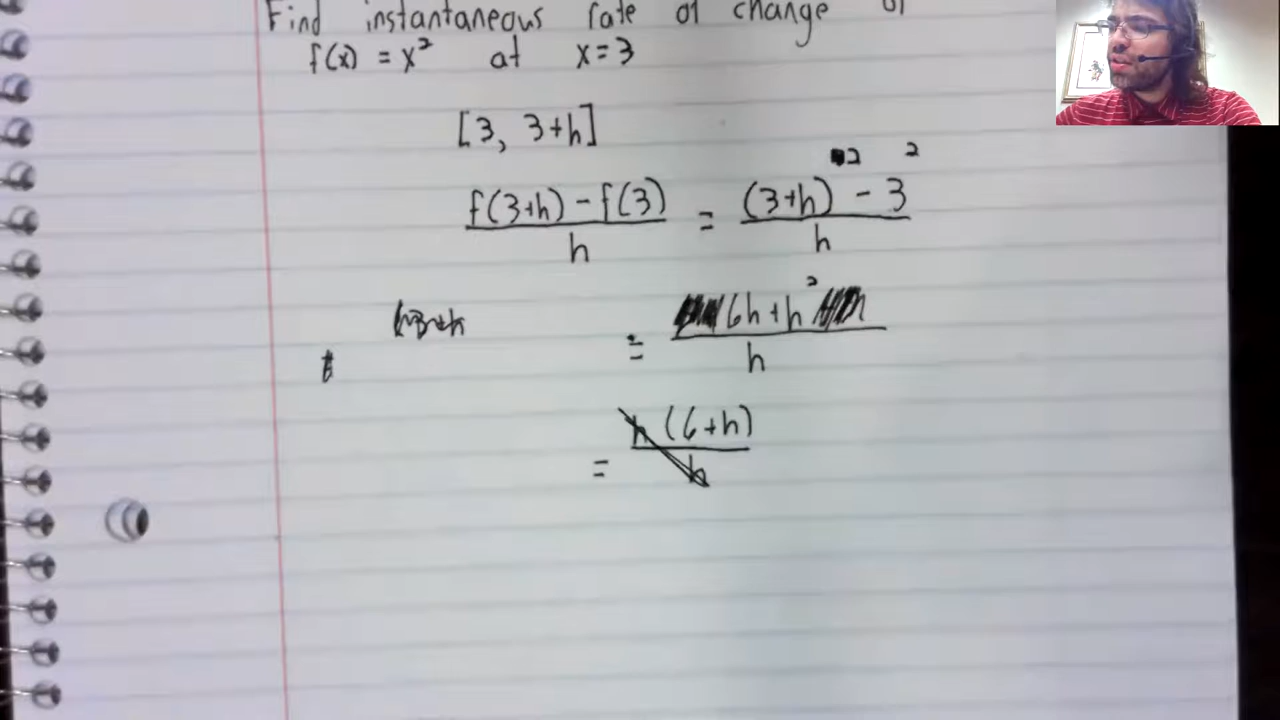 Find instantaneous rate of change of
f(x) = x² at x=3
[3, 3+h]
f(3+h) - f(3) / h = (3+h)² - 3² / h
= 6h+h² / h
= h (6+h) / h